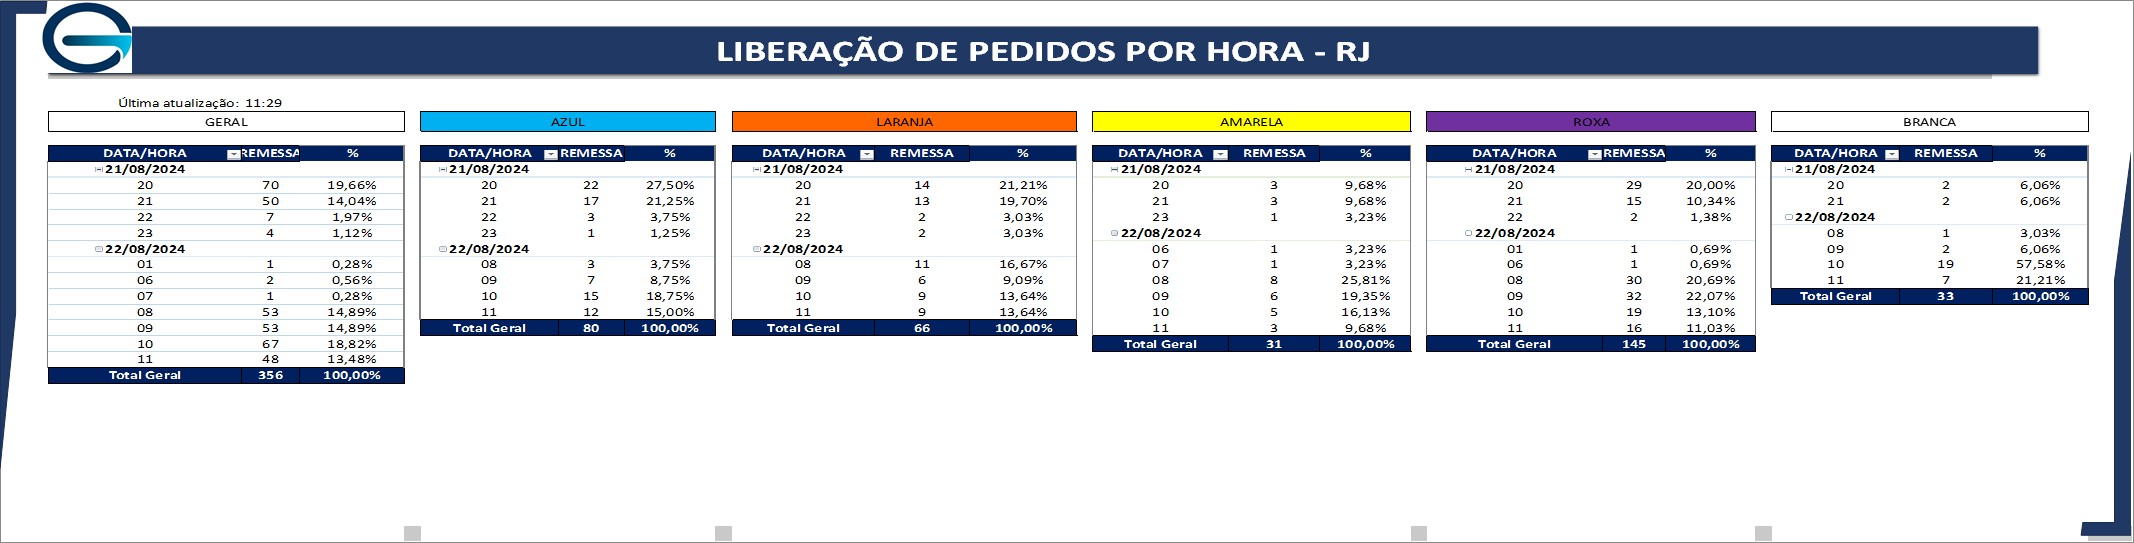 LIBERAÇÃO DE PEDIDOS POR HORA - RJ
Última atualização: 11:29
GERAL
DATA/HORA REMESSA %
21/08/2024
20 70 19,66%
21 50 14,04%
22 7 1,97%
23 4 1,12%
22/08/2024
01 1 0,28%
06 2 0,56%
07 1 0,28%
08 53 14,89%
09 53 14,89%
10 67 18,82%
11 48 13,48%
Total Geral 356 100,00%
AZUL
DATA/HORA REMESSA %
21/08/2024
20 22 27,50%
21 17 21,25%
22 3 3,75%
23 1 1,25%
22/08/2024
08 3 3,75%
09 7 8,75%
10 15 18,75%
11 12 15,00%
Total Geral 80 100,00%
LARANJA
DATA/HORA REMESSA %
21/08/2024
20 14 21,21%
21 13 19,70%
22 2 3,03%
23 2 3,03%
22/08/2024
08 11 16,67%
09 6 9,09%
10 9 13,64%
11 9 13,64%
Total Geral 66 100,00%
AMARELA
DATA/HORA REMESSA %
21/08/2024
20 3 9,68%
21 3 9,68%
23 1 3,23%
22/08/2024
06 1 3,23%
07 1 3,23%
08 8 25,81%
09 6 19,35%
10 5 16,13%
11 3 9,68%
Total Geral 31 100,00%
ROXA
DATA/HORA REMESSA %
21/08/2024
20 29 20,00%
21 15 10,34%
22 2 1,38%
22/08/2024
01 1 0,69%
06 1 0,69%
08 30 20,69%
09 32 22,07%
10 19 13,10%
11 16 11,03%
Total Geral 145 100,00%
BRANCA
DATA/HORA REMESSA %
21/08/2024
20 2 6,06%
21 2 6,06%
22/08/2024
08 1 3,03%
09 2 6,06%
10 19 57,58%
11 7 21,21%
Total Geral 33 100,00%